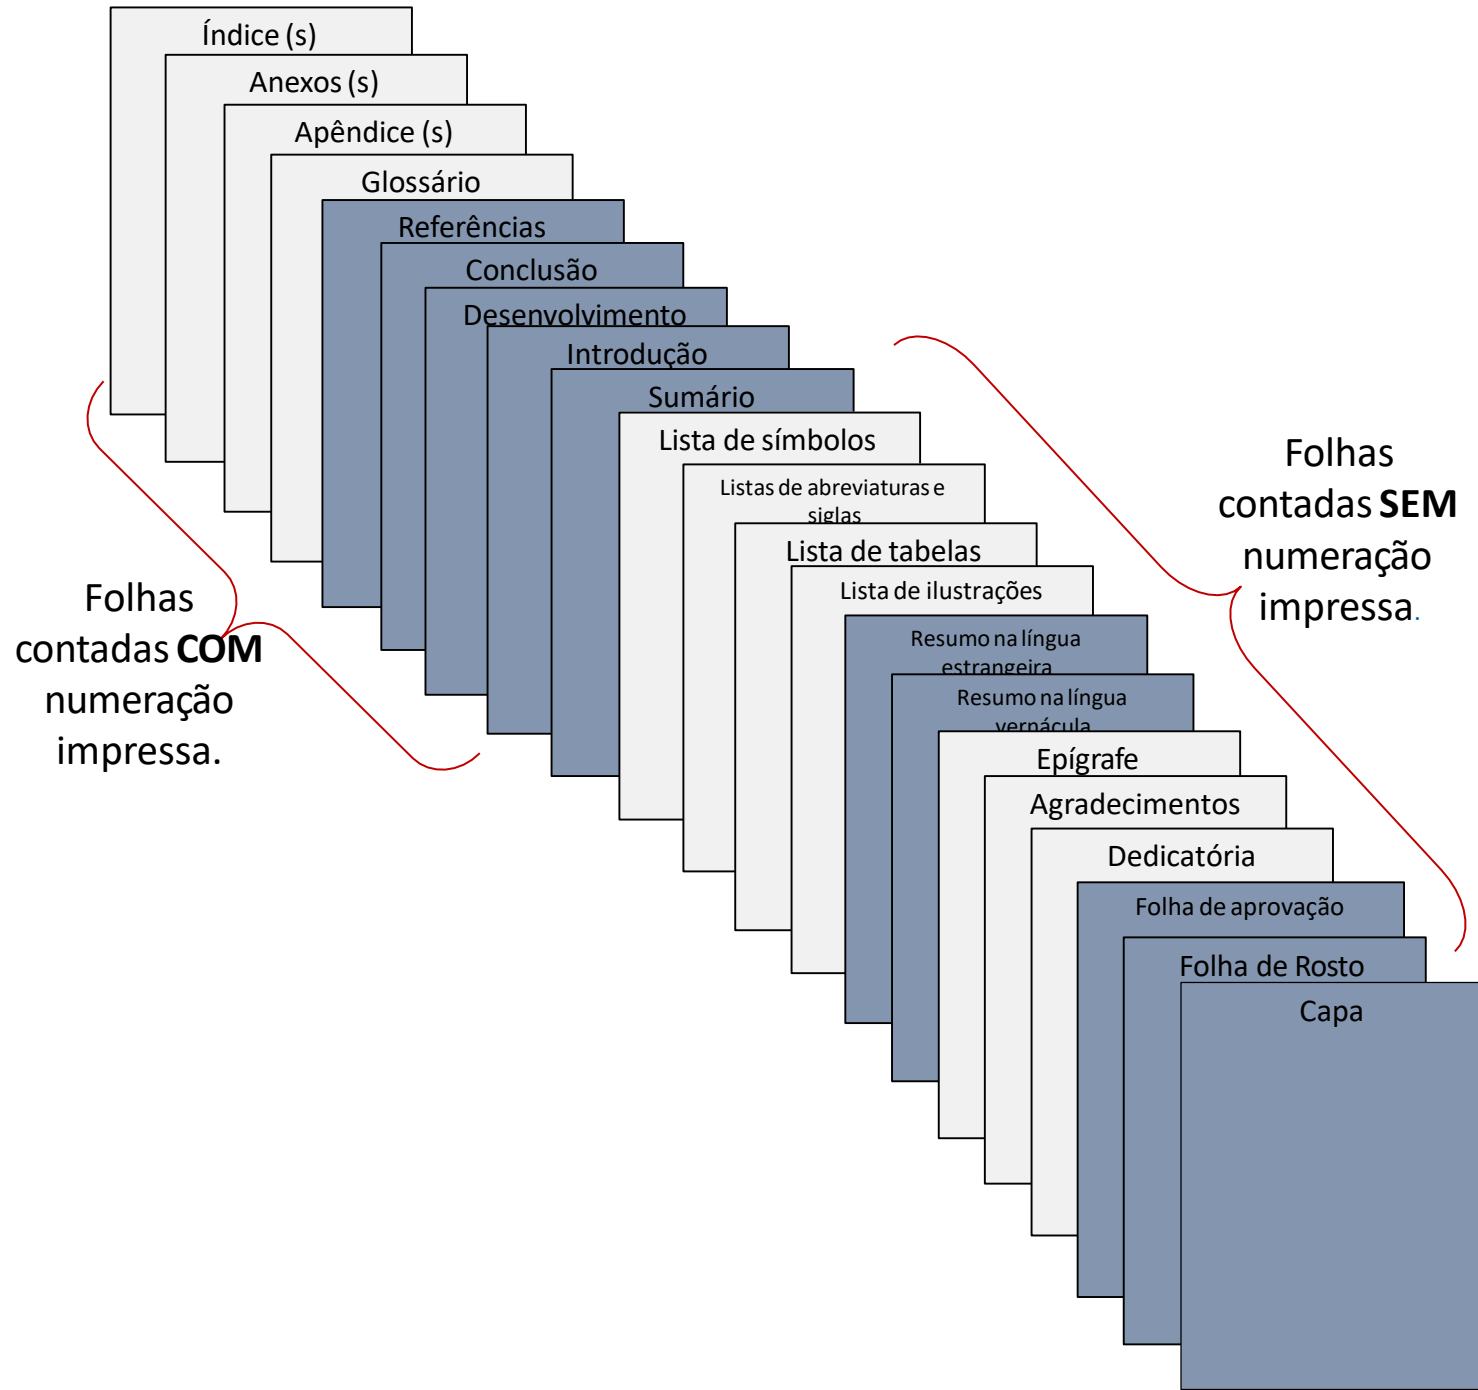 Índice (s)
Anexos (s)
Apêndice (s)
Glossário
Referências
Conclusão
Desenvolvimento
Introdução
Sumário
Lista de símbolos
Listas de abreviaturas e
siglas
Lista de tabelas
Lista de ilustrações
Resumo na língua
estrangeira
Resumo na língua
vernácula
Epígrafe
Agradecimentos
Dedicatória
Folha de aprovação
Folha de Rosto
Capa
Folhas
contadas SEM
numeração
impressa.
Folhas
contadas COM
numeração
impressa.